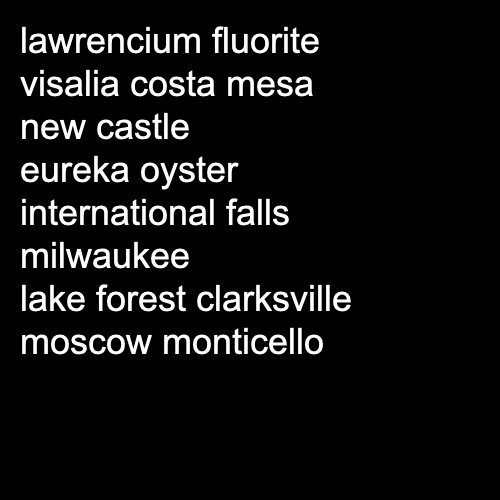 lawrencium fluorite
visalia costa mesa
new castle
eureka oyster
international falls
milwaukee
lake forest clarksville
moscow monticello